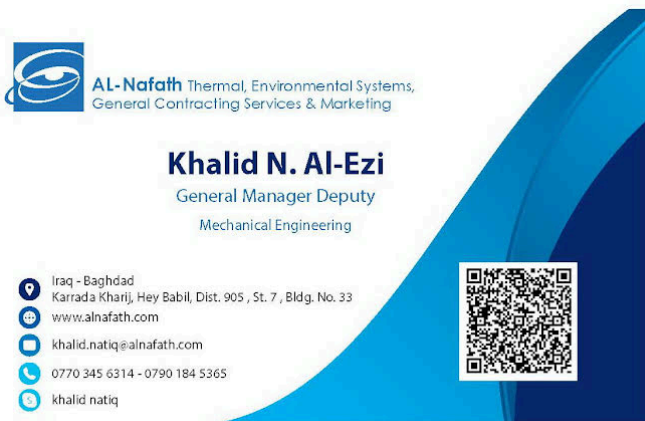 AL-Nafath Thermal, Environmental Systems,
General Contracting Services & Marketing
Khalid N. Al-Ezi
General Manager Deputy
Mechanical Engineering
Iraq - Baghdad
Karrada Kharij, Hey Babil, Dist. 905 , St. 7 , Bldg. No. 33
www.alnafath.com
khalid.natiq@alnafath.com
0770 345 6314 - 0790 184 5365
khalid natiq